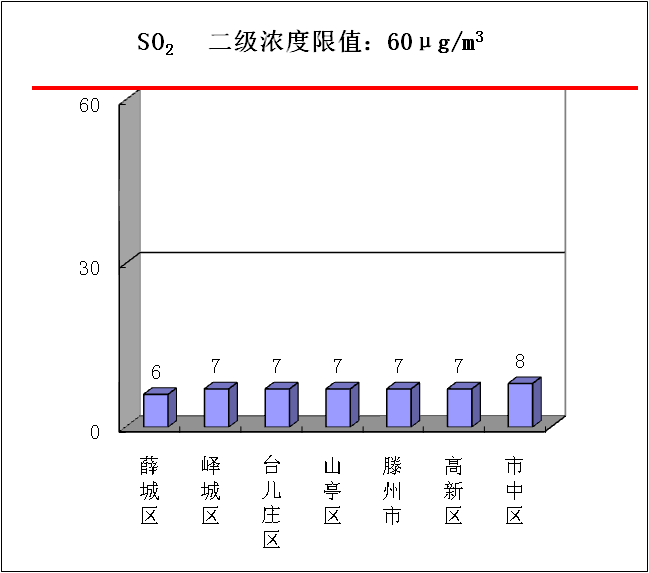 SO₂ 二级浓度限值：60μg/m³
60
30
0
6
7
7
7
7
7
8
薛城区
峄城区
台儿庄区
山亭区
滕州市
高新区
市中区